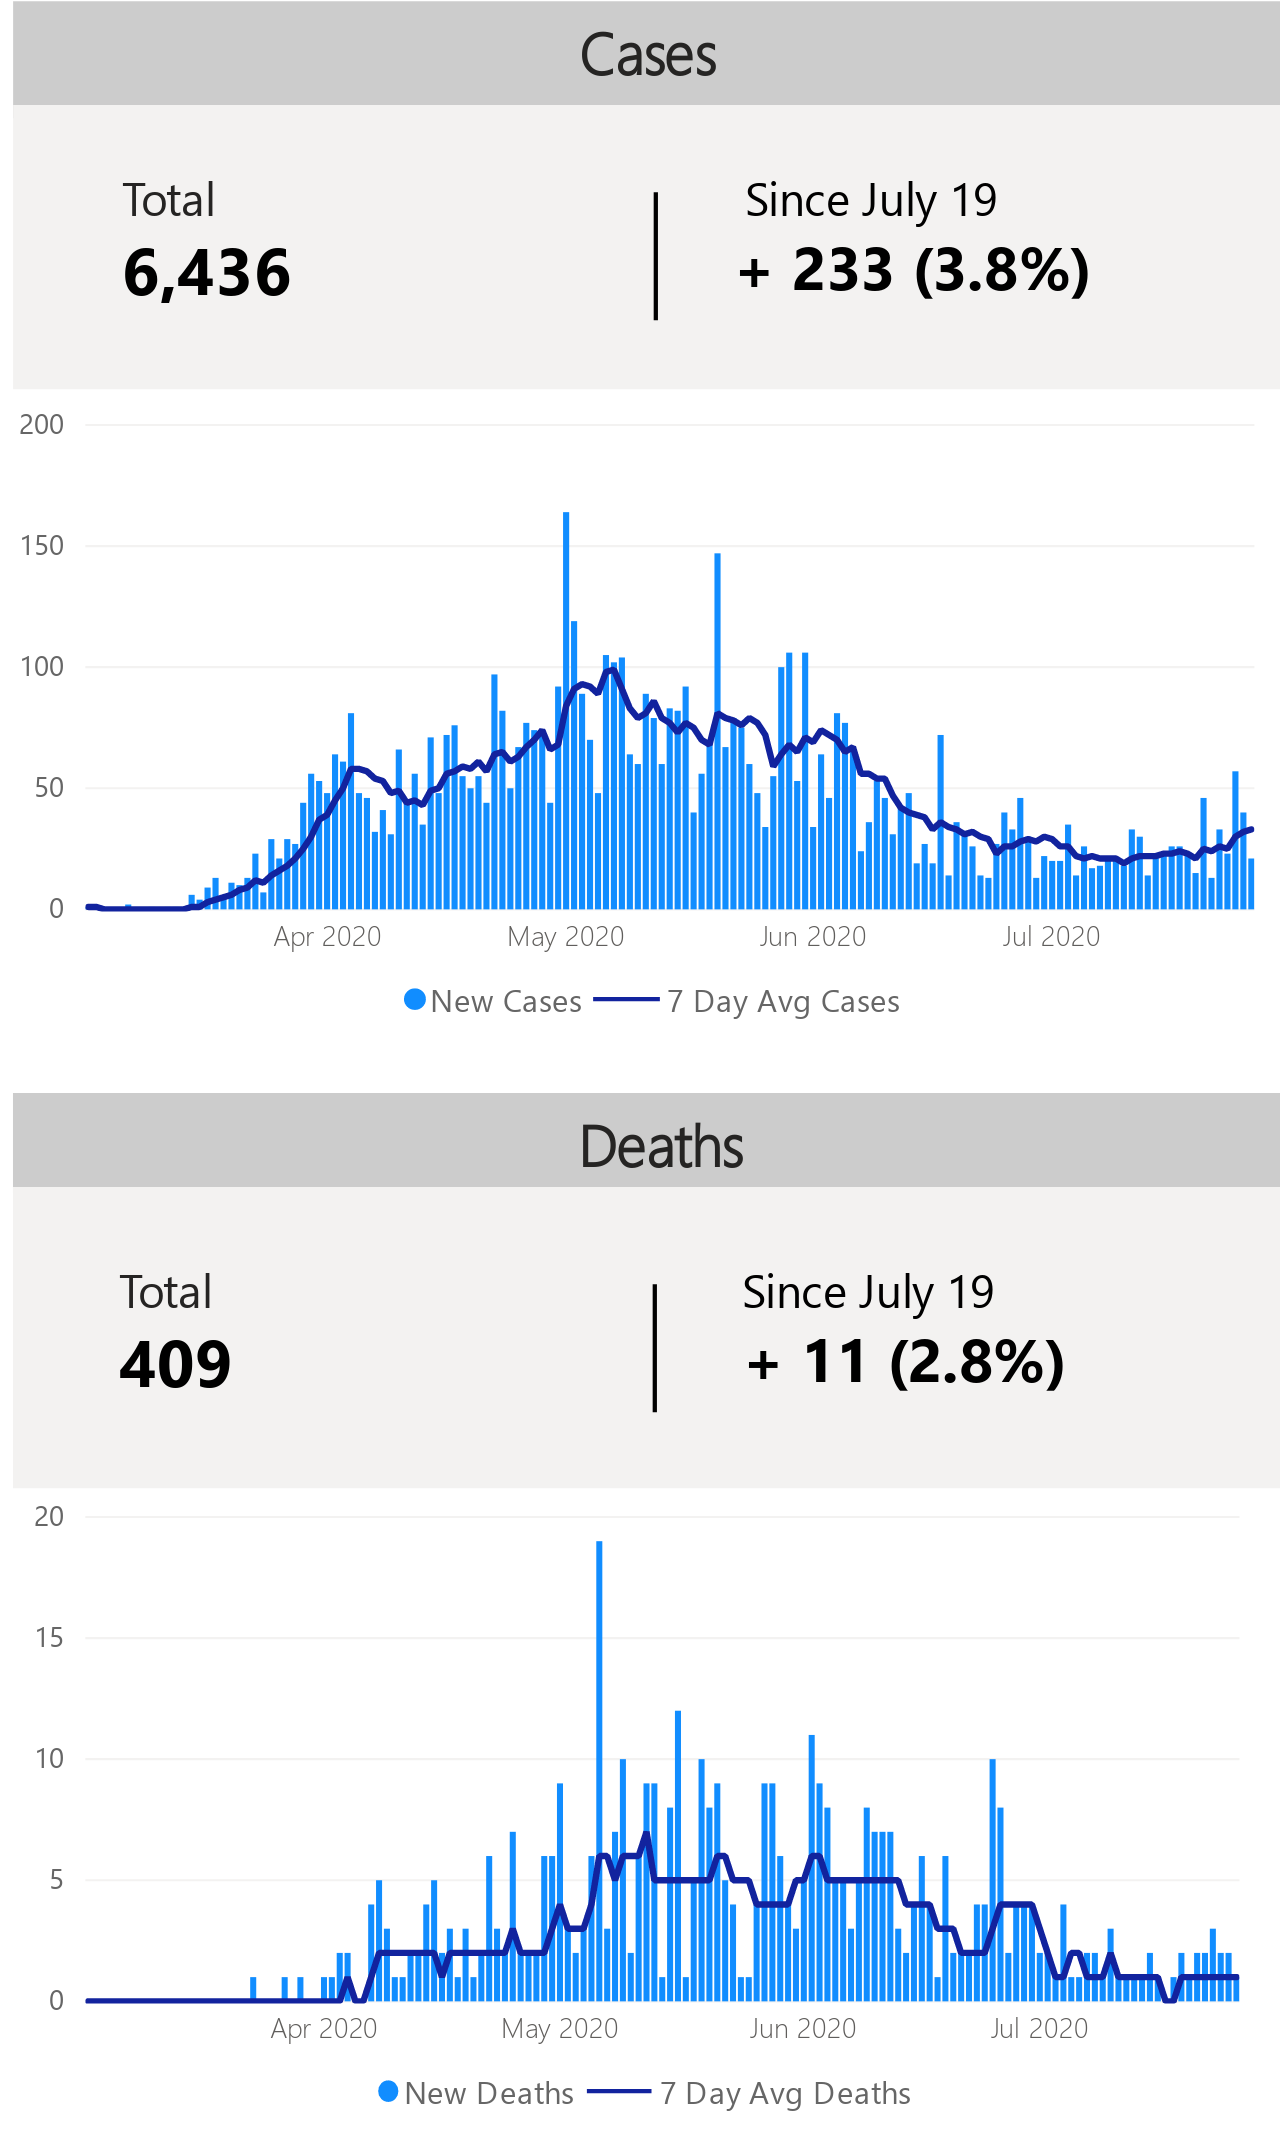 Cases
Total
Since July 19
6,436
+ 233 (3.8%)
200
150
100
50
0
Apr 2020
May 2020
Jun 2020
Jul 2020
New Cases
7 Day Avg Cases
Deaths
Total
Since July 19
409
+ 11 (2.8%)
20
15
10
5
0
Apr 2020
May 2020
Jun 2020
Jul 2020
New Deaths
7 Day Avg Deaths